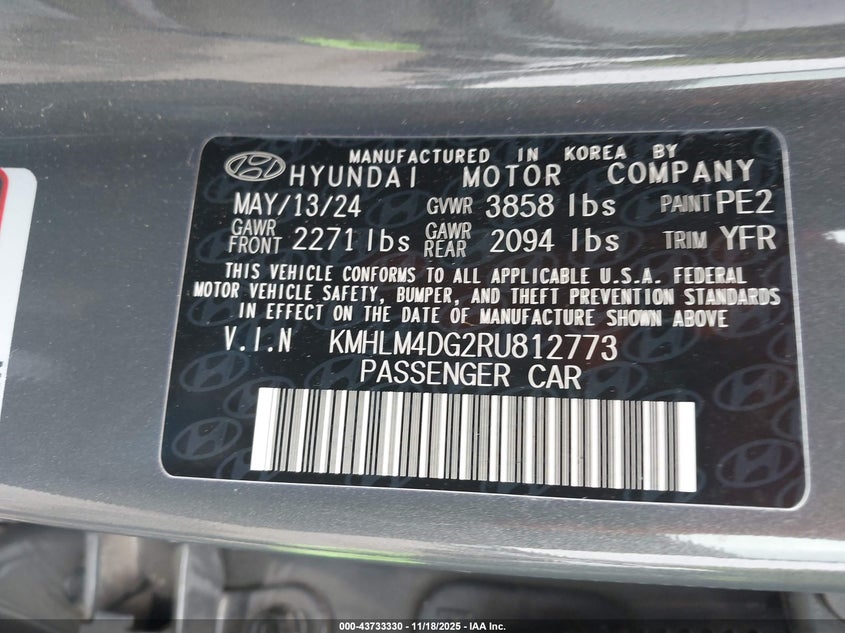 MANUFACTURED IN KOREA BY
HYUNDAI MOTOR COMPANY
MAY/13/24 GVWR 3858 lbs PAINT PE2
GAWR FRONT 2271 lbs GAWR REAR 2094 lbs TRIM YFR
THIS VEHICLE CONFORMS TO ALL APPLICABLE U.S.A. FEDERAL
MOTOR VEHICLE SAFETY, BUMPER, AND THEFT PREVENTION STANDARDS
IN EFFECT ON THE DATE OF MANUFACTURE SHOWN ABOVE
V.I.N KMHLM4DG2RU812773
PASSENGER CAR
000-43733330 - 11/18/2025 - IAA Inc.